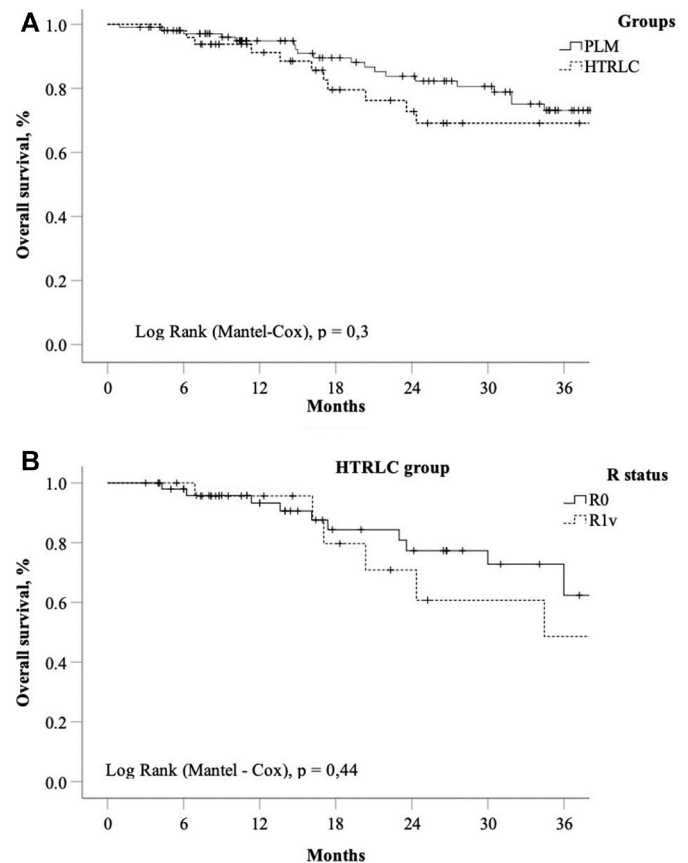 A
Groups
PLM
HTRLC
Overall survival, %
1.0
0.8
0.6
0.4
0.2
0.0
Log Rank (Mantel-Cox), p = 0,3
0 6 12 18 24 30 36
Months
B
HTRLC group
R status
R0
R1v
Overall survival, %
1.0
0.8
0.6
0.4
0.2
0.0
Log Rank (Mantel - Cox), p = 0,44
0 6 12 18 24 30 36
Months